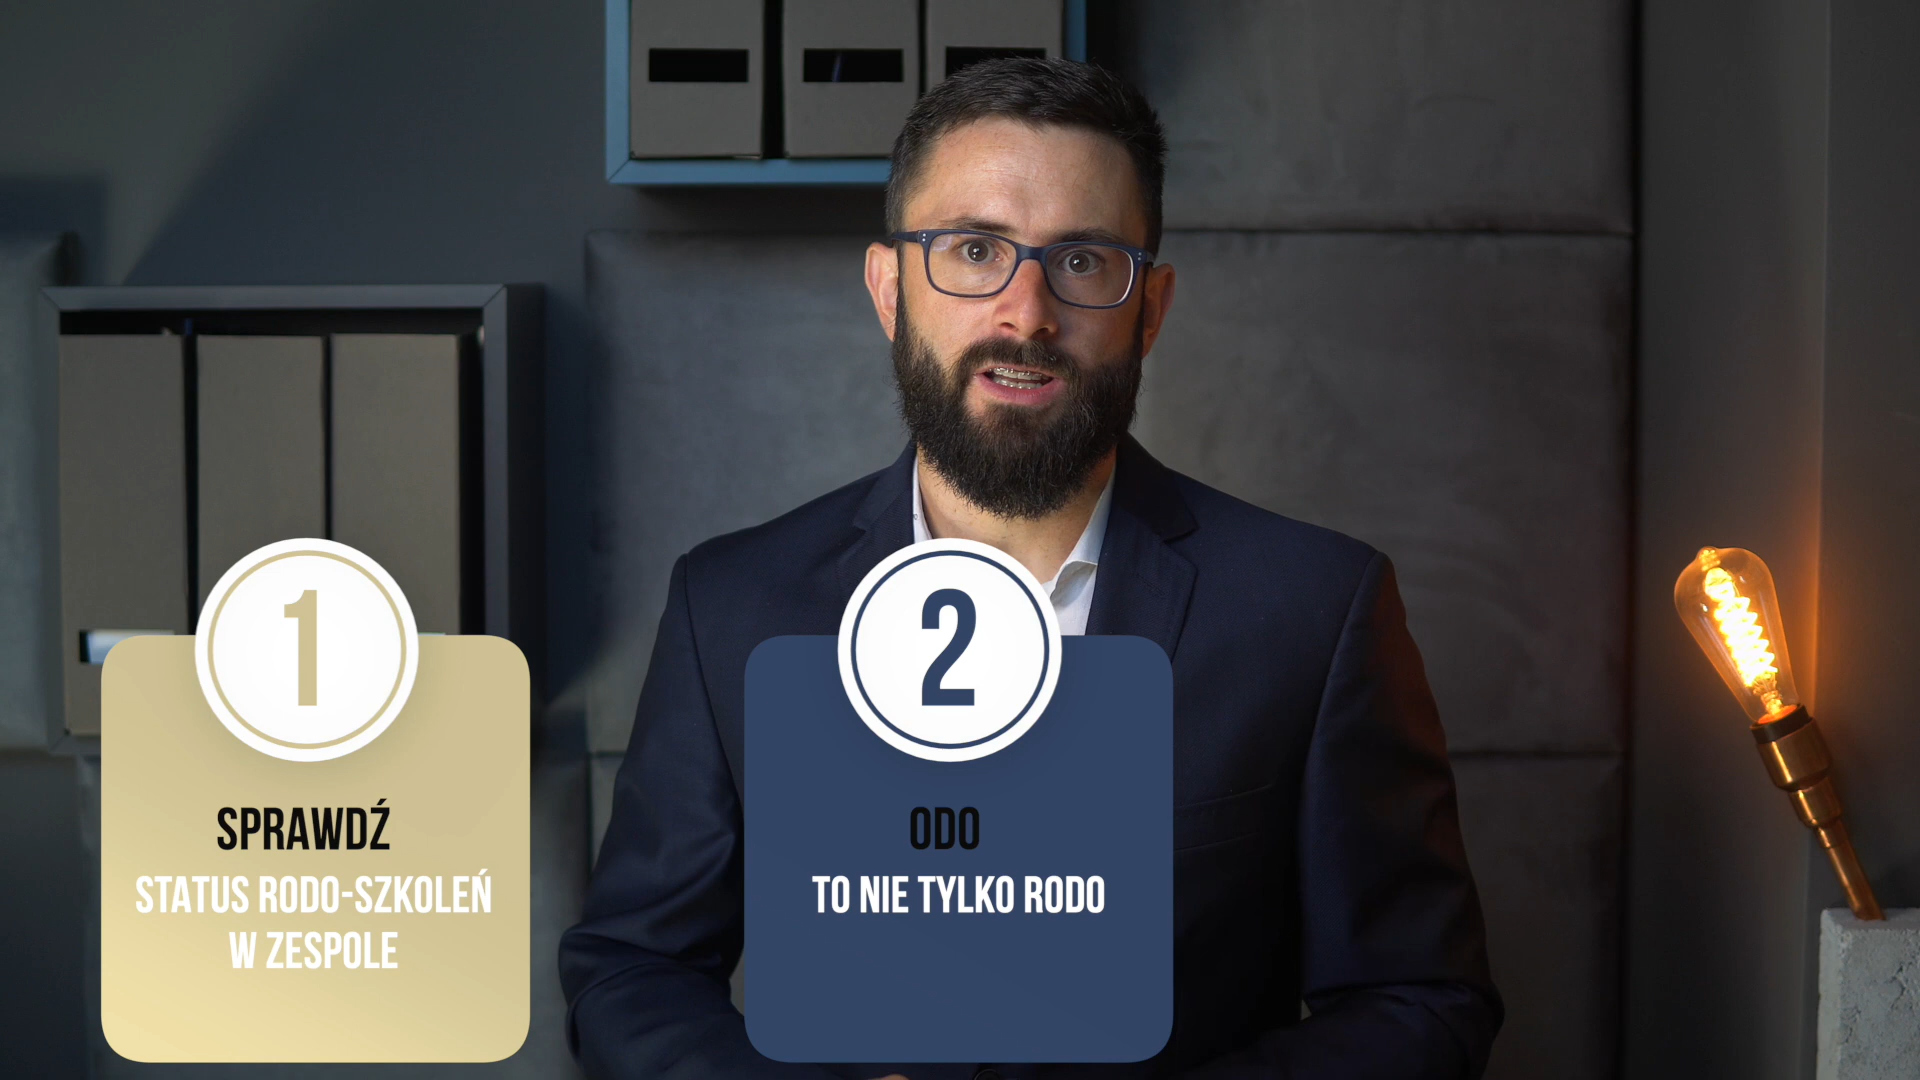 1
SPRAWDŹ
STATUS RODO-SZKOLEŃ
W ZESPOLE
2
ODO
TO NIE TYLKO RODO